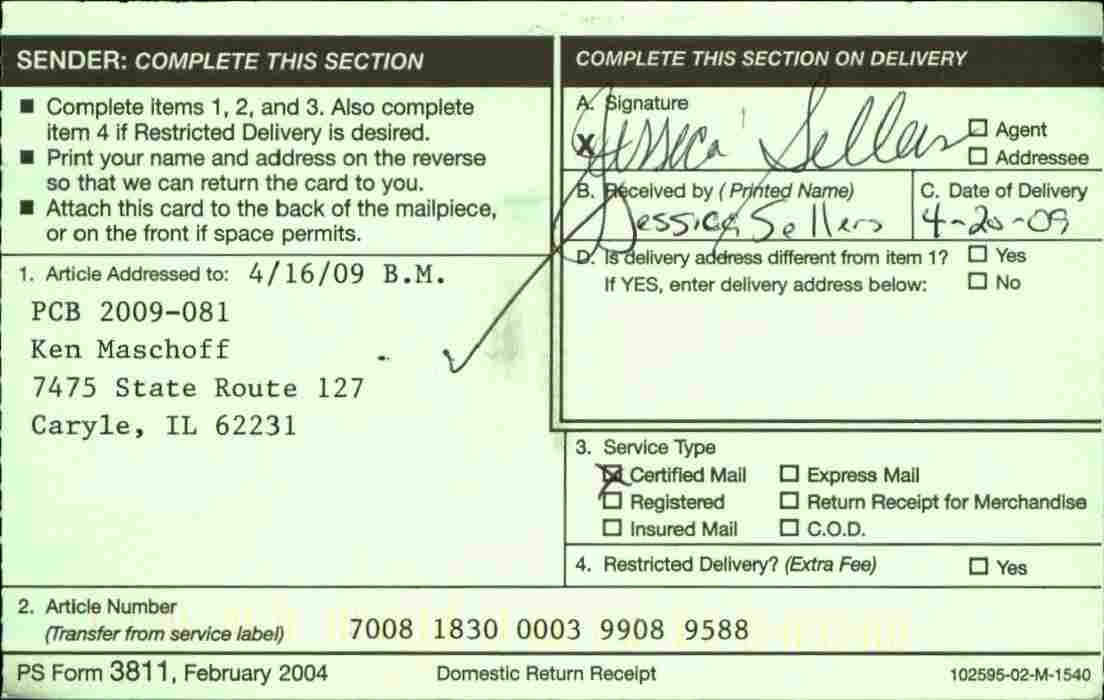 SENDER: COMPLETE THIS SECTION
■ Complete items 1, 2, and 3. Also complete
item 4 if Restricted Delivery is desired.
■ Print your name and address on the reverse
so that we can return the card to you.
■ Attach this card to the back of the mailpiece,
or on the front if space permits.
1. Article Addressed to: 4/16/09 B.M.
PCB 2009-081
Ken Maschoff
7475 State Route 127
Caryle, IL 62231
COMPLETE THIS SECTION ON DELIVERY
A. Signature
X Jessica Sellers
☐ Agent
☐ Addressee
B. Received by (Printed Name)
Jessica Sellers
C. Date of Delivery
4-20-09
D. Is delivery address different from item 1? ☐ Yes
If YES, enter delivery address below: ☐ No
3. Service Type
☒ Certified Mail ☐ Express Mail
☐ Registered ☐ Return Receipt for Merchandise
☐ Insured Mail ☐ C.O.D.
4. Restricted Delivery? (Extra Fee) ☐ Yes
2. Article Number
(Transfer from service label) 7008 1830 0003 9908 9588
PS Form 3811, February 2004 Domestic Return Receipt 102595-02-M-1540